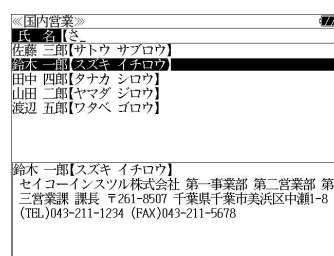 ≪国内営業≫
氏 名【さ_
佐藤 三郎【サトウ サブロウ】
鈴木 一郎【スズキ イチロウ】
田中 四郎【タナカ シロウ】
山田 二郎【ヤマダ ジロウ】
渡辺 五郎【ワタベ ゴロウ】
鈴木 一郎【スズキ イチロウ】
セイコーインスツル株式会社 第一事業部 第二営業部 第
三営業課 課長 〒261-8507 千葉県千葉市美浜区中瀬1-8
(TEL)043-211-1234 (FAX)043-211-5678